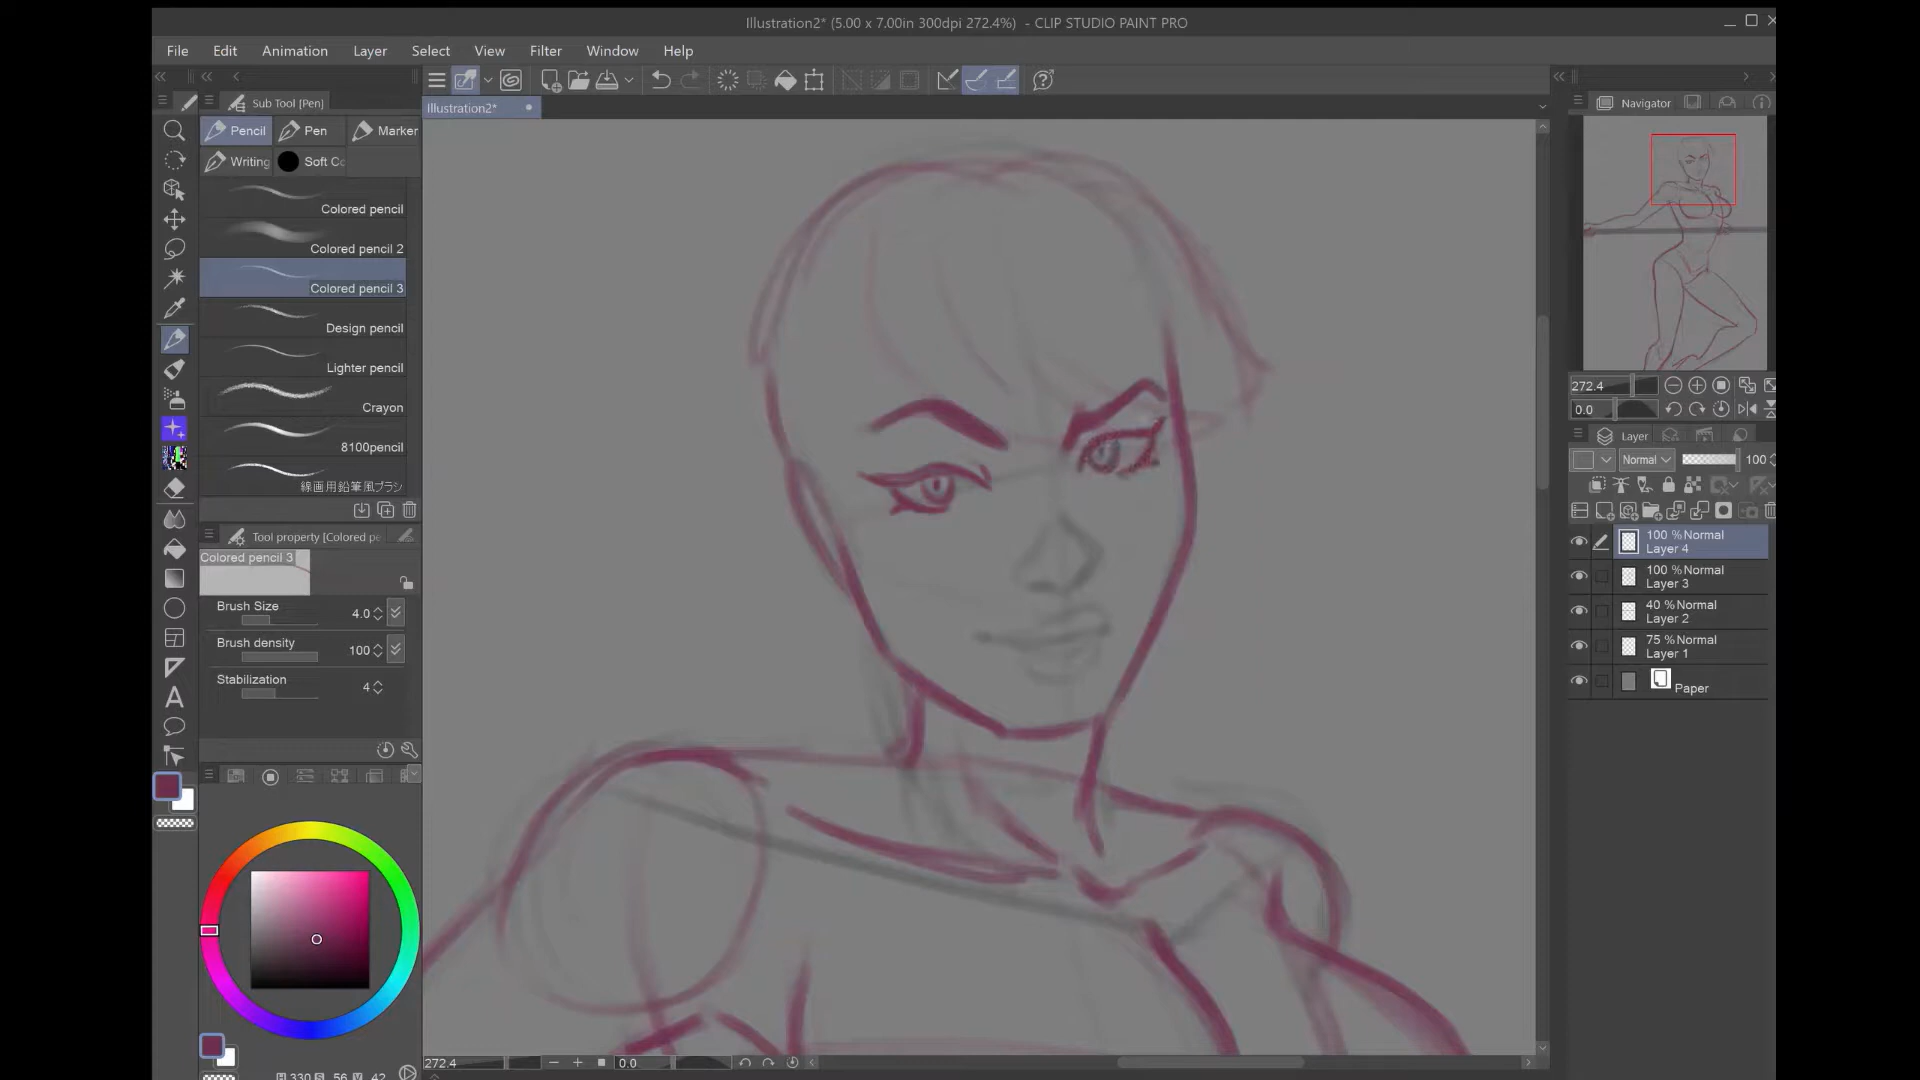 Illustration2* (5.00 x 7.00in 300dpi 272.4%) - CLIP STUDIO PAINT PRO
File Edit Animation Layer Select View Filter Window Help
Sub Tool [Pen]
Illustration2*
Navigator
Pencil Pen Marker
Writing Soft Cc
Colored pencil
Colored pencil 2
Colored pencil 3
Design pencil
Lighter pencil
Crayon
8100pencil
線画用鉛筆風ブラシ
Tool property [Colored pe
Colored pencil 3
Brush Size 4.0
Brush density 100
Stabilization 4
272.4
0.0
Layer
Normal 100
100 % Normal
Layer 4
100 % Normal
Layer 3
40 % Normal
Layer 2
75 % Normal
Layer 1
Paper
272.4 0.0
H 330 S 56 V 42